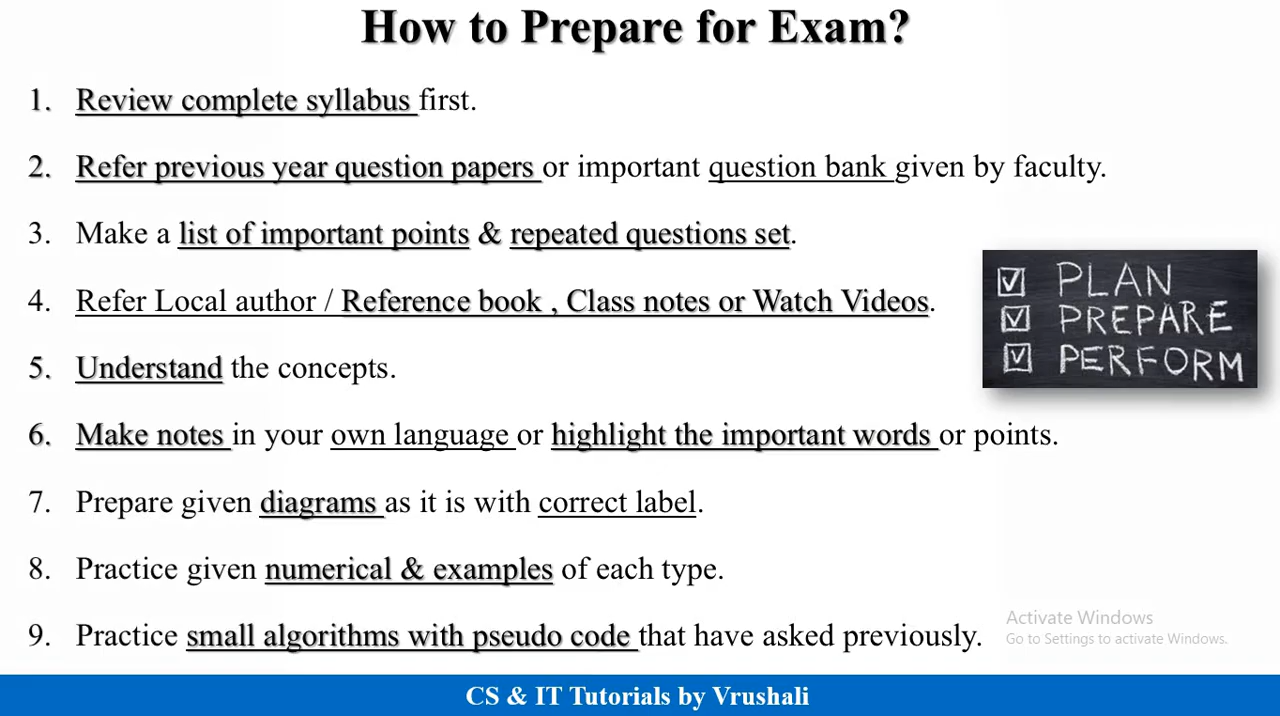 How to Prepare for Exam?
1. Review complete syllabus first.
2. Refer previous year question papers or important question bank given by faculty.
3. Make a list of important points & repeated questions set.
4. Refer Local author / Reference book , Class notes or Watch Videos.
PLAN
PREPARE
PERFORM
5. Understand the concepts.
6. Make notes in your own language or highlight the important words or points.
7. Prepare given diagrams as it is with correct label.
8. Practice given numerical & examples of each type.
9. Practice small algorithms with pseudo code that have asked previously.
Activate Windows
Go to Settings to activate Windows.
CS & IT Tutorials by Vrushali